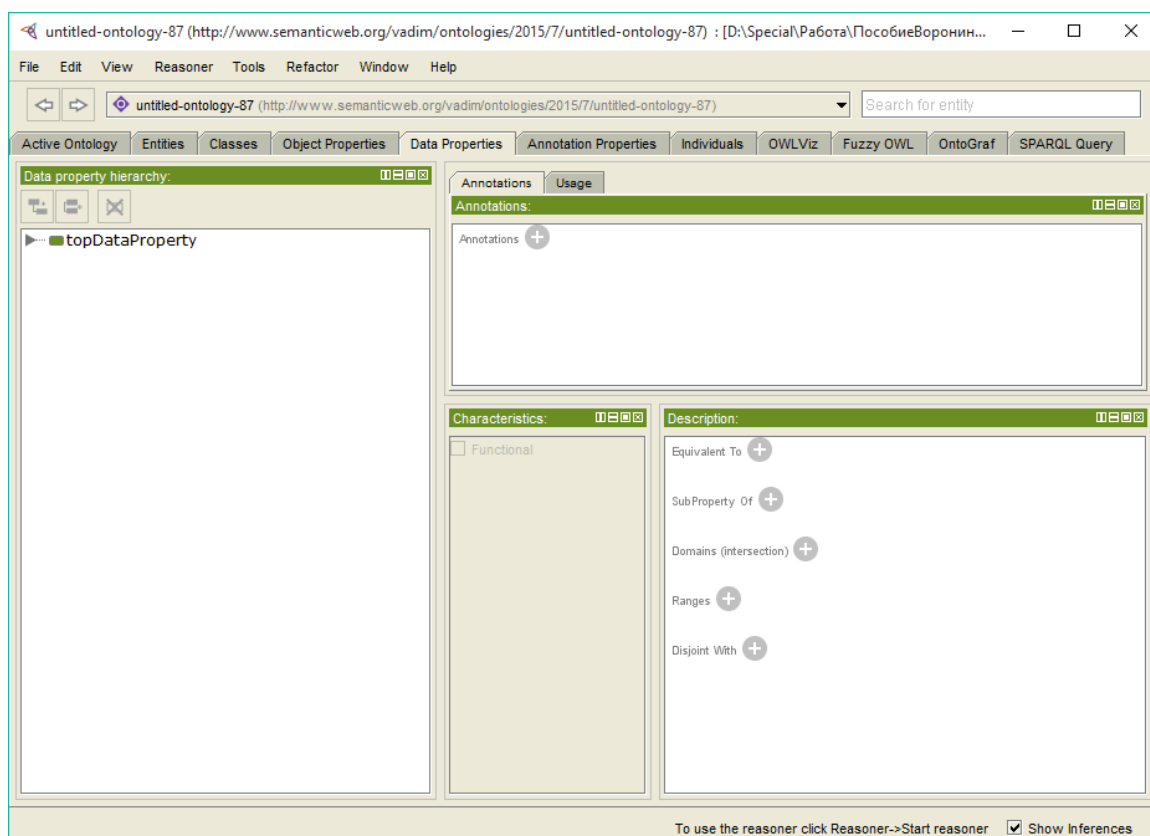 untitled-ontology-87 (http://www.semanticweb.org/vadim/ontologies/2015/7/untitled-ontology-87) : [D:\Special\Работа\ПособиеВоронин...
File Edit View Reasoner Tools Refactor Window Help
untitled-ontology-87 (http://www.semanticweb.org/vadim/ontologies/2015/7/untitled-ontology-87) Search for entity
Active Ontology Entities Classes Object Properties Data Properties Annotation Properties Individuals OWLViz Fuzzy OWL OntoGraf SPARQL Query
Data property hierarchy:
topDataProperty
Annotations Usage
Annotations:
Annotations
Characteristics:
Functional
Description:
Equivalent To
SubProperty Of
Domains (intersection)
Ranges
Disjoint With
To use the reasoner click Reasoner->Start reasoner Show Inferences